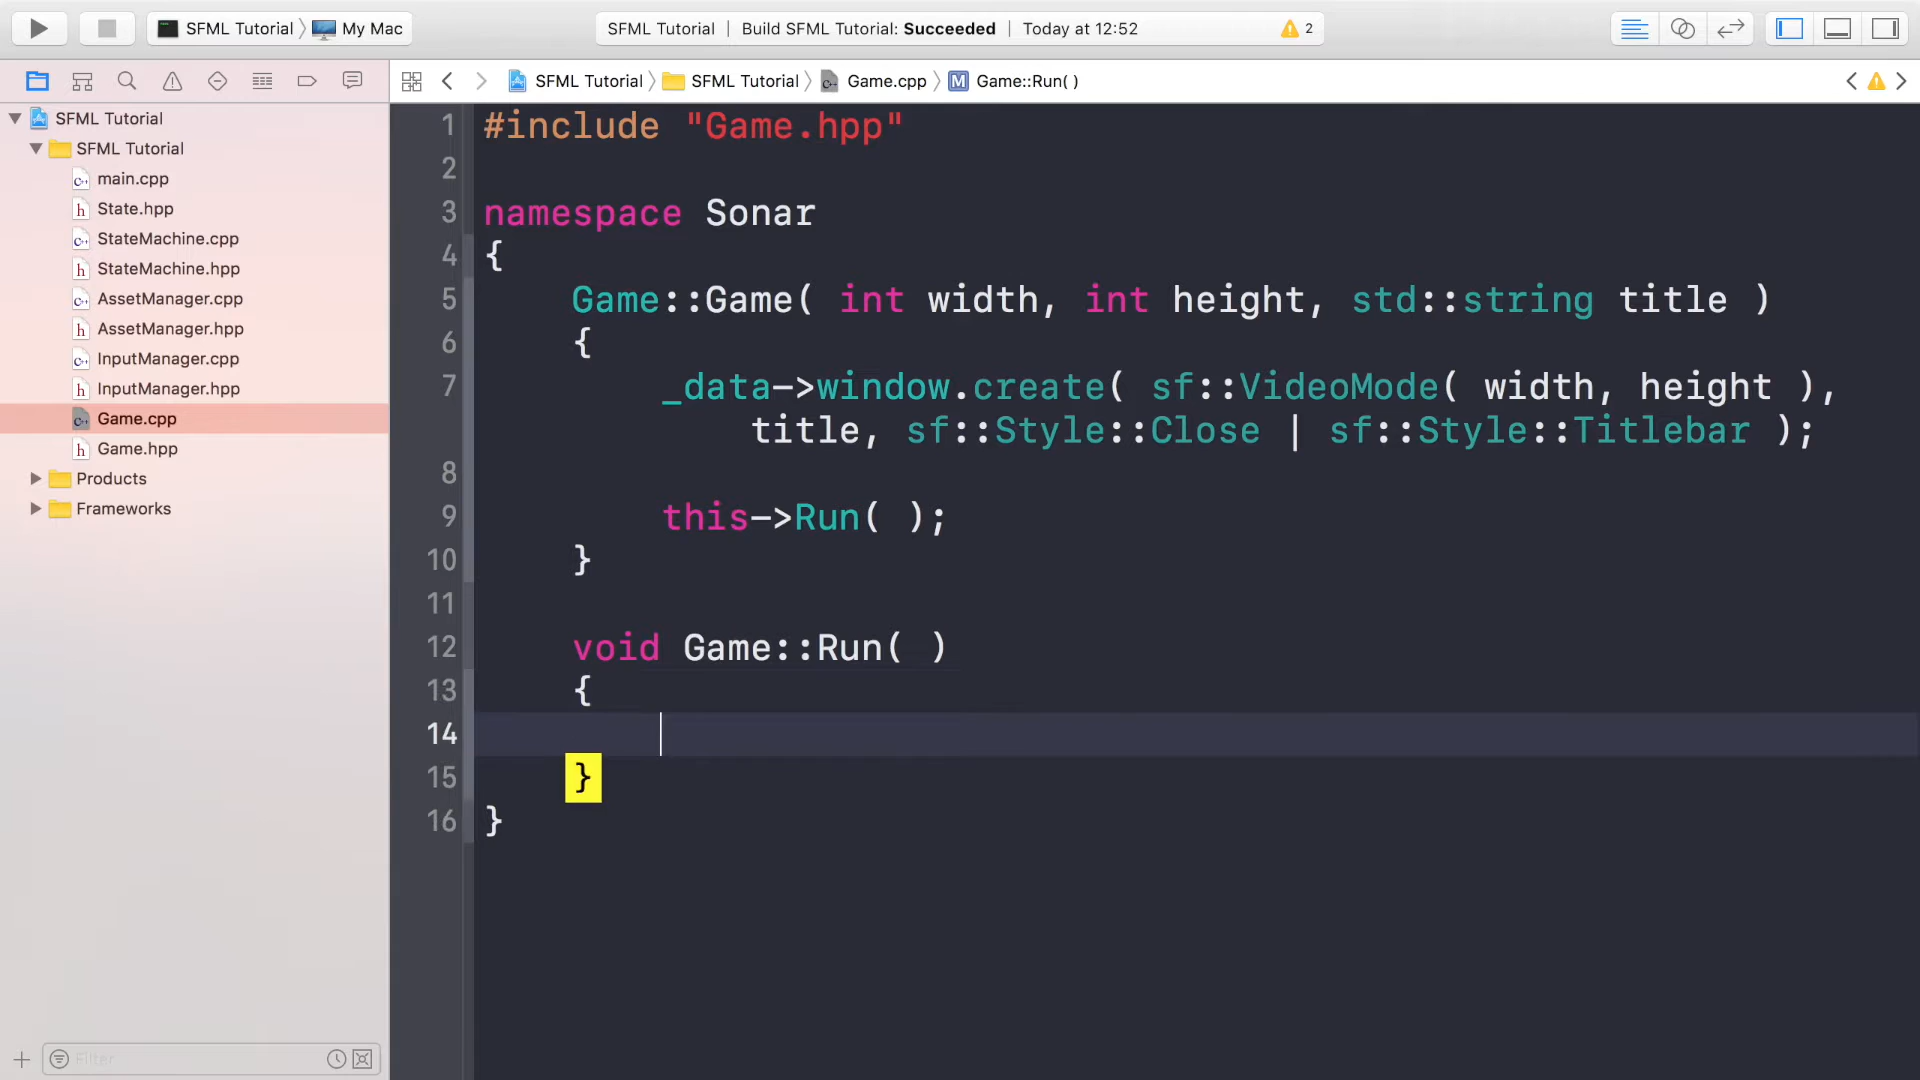 SFML Tutorial My Mac SFML Tutorial Build SFML Tutorial: Succeeded Today at 12:52 2
SFML Tutorial SFML Tutorial Game.cpp M Game::Run( )
SFML Tutorial
SFML Tutorial
main.cpp
State.hpp
StateMachine.cpp
StateMachine.hpp
AssetManager.cpp
AssetManager.hpp
InputManager.cpp
InputManager.hpp
Game.cpp
Game.hpp
Products
Frameworks
Filter
1 #include "Game.hpp"
2
3 namespace Sonar
4 {
5 Game::Game( int width, int height, std::string title )
6 {
7 _data->window.create( sf::VideoMode( width, height ),
title, sf::Style::Close | sf::Style::Titlebar );
8
9 this->Run( );
10 }
11
12 void Game::Run( )
13 {
14
15 }
16 }